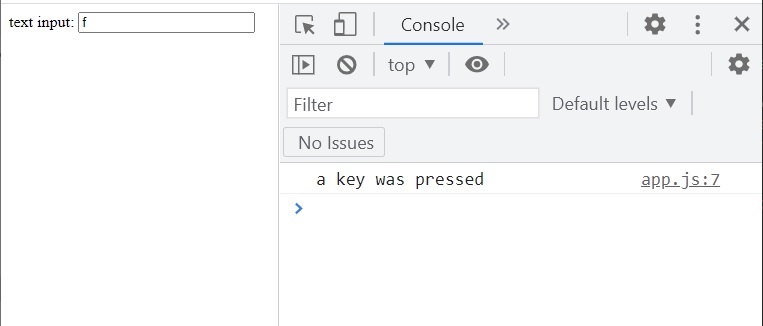 text input: f
Console
top
Filter
Default levels
No Issues
a key was pressed app.js:7